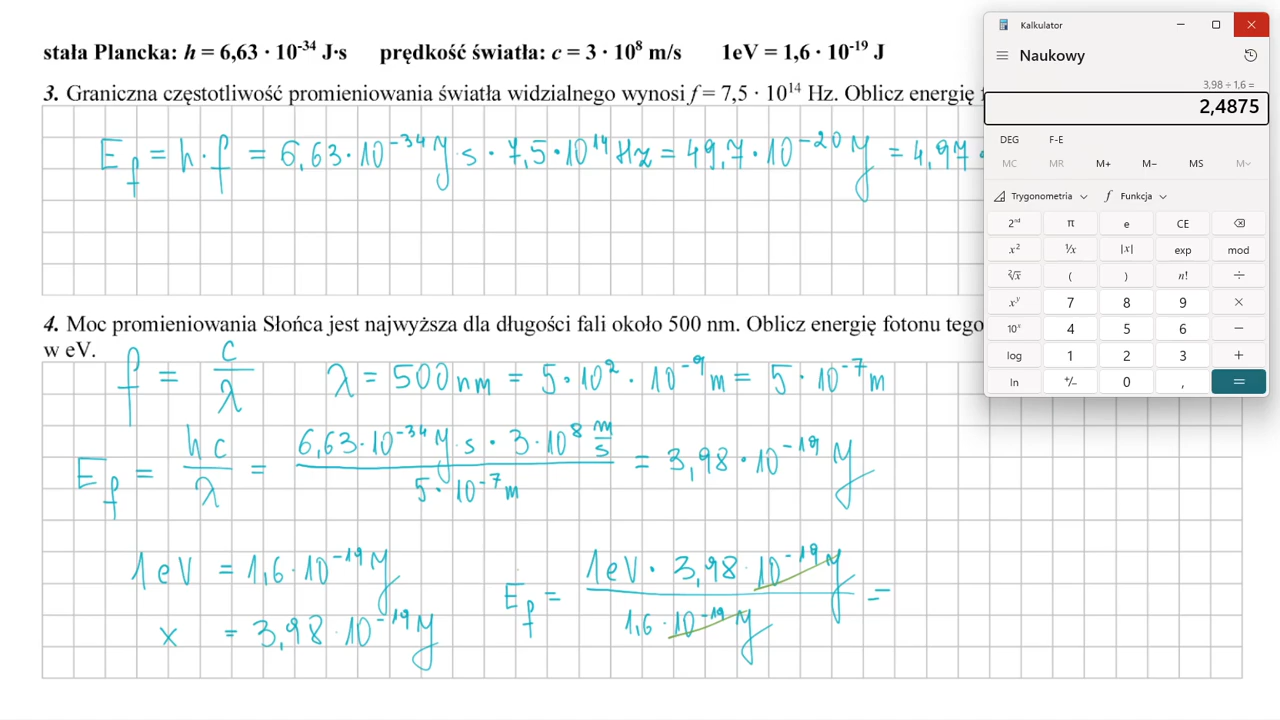 stała Plancka: h = 6,63 · 10⁻³⁴ J·s prędkość światła: c = 3 · 10⁸ m/s 1eV = 1,6 · 10⁻¹⁹ J
3. Graniczna częstotliwość promieniowania światła widzialnego wynosi f = 7,5 · 10¹⁴ Hz. Oblicz energię
E_f = h · f = 6,63 · 10⁻³⁴ J s · 7,5 · 10¹⁴ Hz = 49,7 · 10⁻²⁰ J = 4,97
4. Moc promieniowania Słońca jest najwyższa dla długości fali około 500 nm. Oblicz energię fotonu tego
w eV.
f = c/λ λ = 500 nm = 5 · 10² · 10⁻⁹ m = 5 · 10⁻⁷ m
E_f = hc/λ = (6,63 · 10⁻³⁴ J s · 3 · 10⁸ m/s)/(5 · 10⁻⁷ m) = 3,98 · 10⁻¹⁹ J
1eV = 1,6 · 10⁻¹⁹ J
x = 3,98 · 10⁻¹⁹ J
E_f = (1eV · 3,98 · 10⁻¹⁹ J)/(1,6 · 10⁻¹⁹ J) =
Kalkulator
Naukowy
3,98 ÷ 1,6 =
2,4875
DEG F-E
MC MR M+ M− MS M
Trygonometria Funkcja
2ⁿᵈ π e CE
x² ¹/x |x| exp mod
²√x ( ) n! ÷
xʸ 7 8 9 ×
10ˣ 4 5 6 −
log 1 2 3 +
ln +/− 0 , =